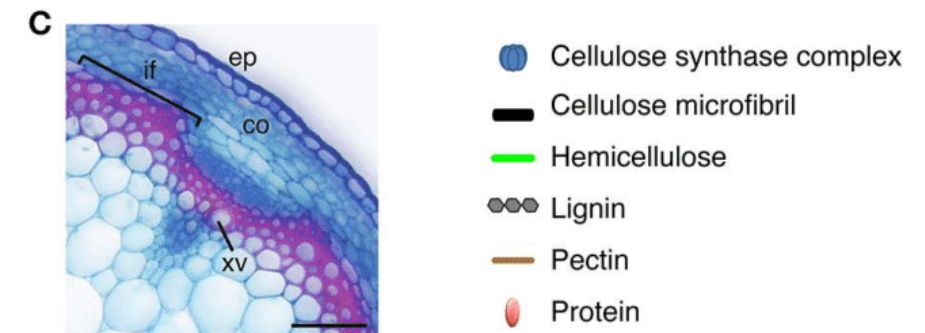 C
ep
if
co
xv
Cellulose synthase complex
Cellulose microfibril
Hemicellulose
Lignin
Pectin
Protein